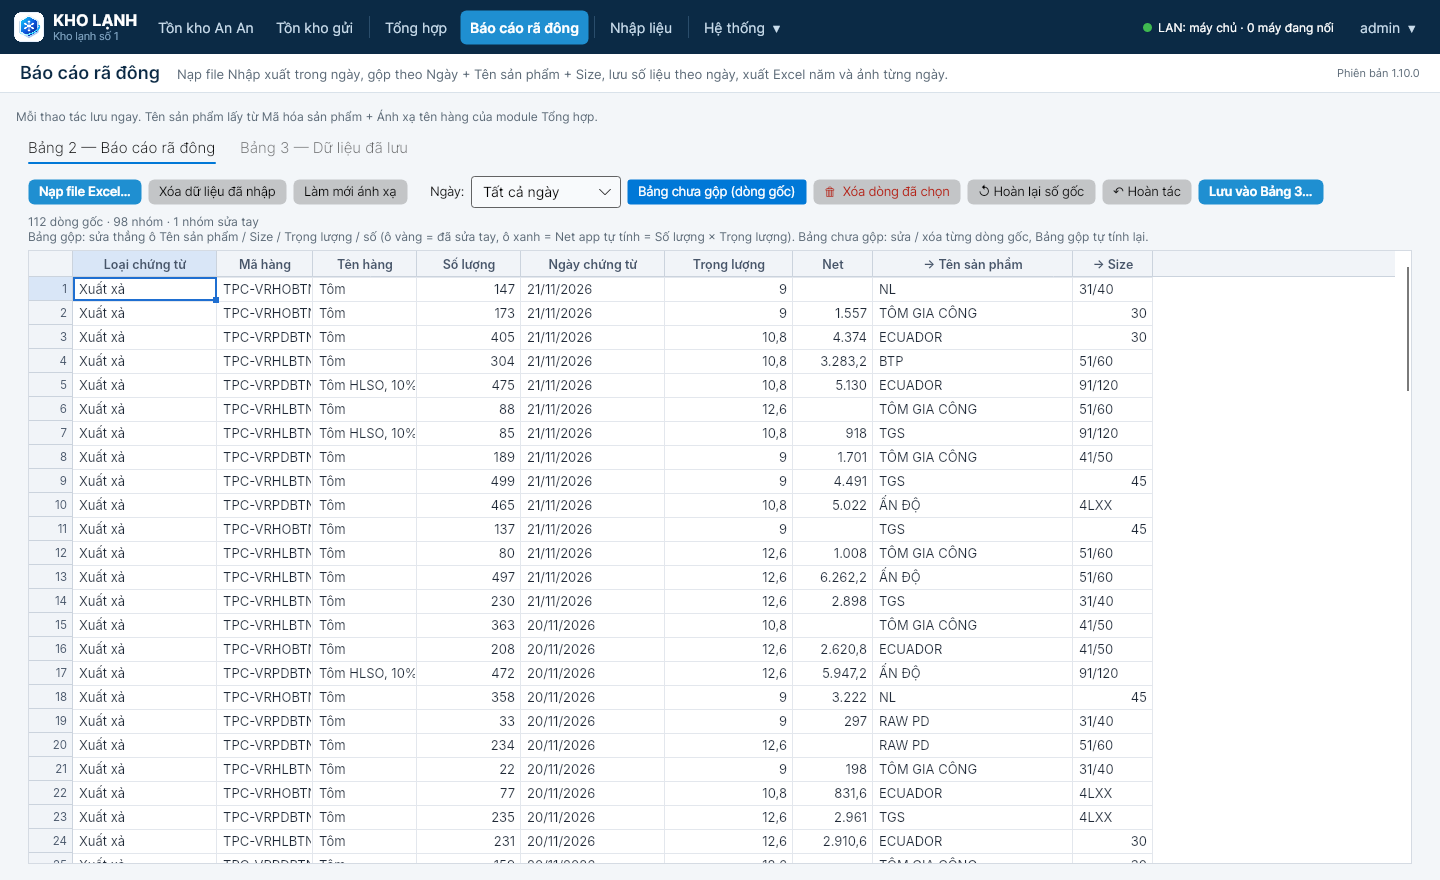 KHO LẠNH
Kho lạnh số 1
Tồn kho An An
Tồn kho gửi
Tổng hợp
Báo cáo rã đông
Nhập liệu
Hệ thống ▾
LAN: máy chủ · 0 máy đang nối
admin ▾
Báo cáo rã đông
Nạp file Nhập xuất trong ngày, gộp theo Ngày + Tên sản phẩm + Size, lưu số liệu theo ngày, xuất Excel năm và ảnh từng ngày.
Phiên bản 1.10.0
Mỗi thao tác lưu ngay. Tên sản phẩm lấy từ Mã hóa sản phẩm + Ánh xạ tên hàng của module Tổng hợp.
Bảng 2 — Báo cáo rã đông
Bảng 3 — Dữ liệu đã lưu
Nạp file Excel...
Xóa dữ liệu đã nhập
Làm mới ánh xạ
Ngày:
Tất cả ngày
Bảng chưa gộp (dòng gốc)
Xóa dòng đã chọn
Hoàn lại số gốc
Hoàn tác
Lưu vào Bảng 3...
112 dòng gốc · 98 nhóm · 1 nhóm sửa tay
Bảng gộp: sửa thẳng ô Tên sản phẩm / Size / Trọng lượng / số (ô vàng = đã sửa tay, ô xanh = Net app tự tính = Số lượng × Trọng lượng). Bảng chưa gộp: sửa / xóa từng dòng gốc, Bảng gộp tự tính lại.
Loại chứng từ Mã hàng Tên hàng Số lượng Ngày chứng từ Trọng lượng Net → Tên sản phẩm → Size
1 Xuất xả TPC-VRHOBTN Tôm 147 21/11/2026 9 NL 31/40
2 Xuất xả TPC-VRHOBTN Tôm 173 21/11/2026 9 1.557 TÔM GIA CÔNG 30
3 Xuất xả TPC-VRPDBTN Tôm 405 21/11/2026 10,8 4.374 ECUADOR 30
4 Xuất xả TPC-VRHLBTN Tôm 304 21/11/2026 10,8 3.283,2 BTP 51/60
5 Xuất xả TPC-VRPDBTN Tôm HLSO, 10% 475 21/11/2026 10,8 5.130 ECUADOR 91/120
6 Xuất xả TPC-VRHLBTN Tôm 88 21/11/2026 12,6 TÔM GIA CÔNG 51/60
7 Xuất xả TPC-VRHLBTN Tôm HLSO, 10% 85 21/11/2026 10,8 918 TGS 91/120
8 Xuất xả TPC-VRPDBTN Tôm 189 21/11/2026 9 1.701 TÔM GIA CÔNG 41/50
9 Xuất xả TPC-VRHLBTN Tôm 499 21/11/2026 9 4.491 TGS 45
10 Xuất xả TPC-VRPDBTN Tôm 465 21/11/2026 10,8 5.022 ẤN ĐỘ 4LXX
11 Xuất xả TPC-VRHOBTN Tôm 137 21/11/2026 9 TGS 45
12 Xuất xả TPC-VRHLBTN Tôm 80 21/11/2026 12,6 1.008 TÔM GIA CÔNG 51/60
13 Xuất xả TPC-VRHLBTN Tôm 497 21/11/2026 12,6 6.262,2 ẤN ĐỘ 51/60
14 Xuất xả TPC-VRHLBTN Tôm 230 21/11/2026 12,6 2.898 TGS 31/40
15 Xuất xả TPC-VRHLBTN Tôm 363 20/11/2026 10,8 TÔM GIA CÔNG 41/50
16 Xuất xả TPC-VRHOBTN Tôm 208 20/11/2026 12,6 2.620,8 ECUADOR 41/50
17 Xuất xả TPC-VRPDBTN Tôm HLSO, 10% 472 20/11/2026 12,6 5.947,2 ẤN ĐỘ 91/120
18 Xuất xả TPC-VRHOBTN Tôm 358 20/11/2026 9 3.222 NL 45
19 Xuất xả TPC-VRPDBTN Tôm 33 20/11/2026 9 297 RAW PD 31/40
20 Xuất xả TPC-VRPDBTN Tôm 234 20/11/2026 12,6 RAW PD 51/60
21 Xuất xả TPC-VRHLBTN Tôm 22 20/11/2026 9 198 TÔM GIA CÔNG 31/40
22 Xuất xả TPC-VRHOBTN Tôm 77 20/11/2026 10,8 831,6 ECUADOR 4LXX
23 Xuất xả TPC-VRPDBTN Tôm 235 20/11/2026 12,6 2.961 TGS 4LXX
24 Xuất xả TPC-VRHLBTN Tôm 231 20/11/2026 12,6 2.910,6 ECUADOR 30